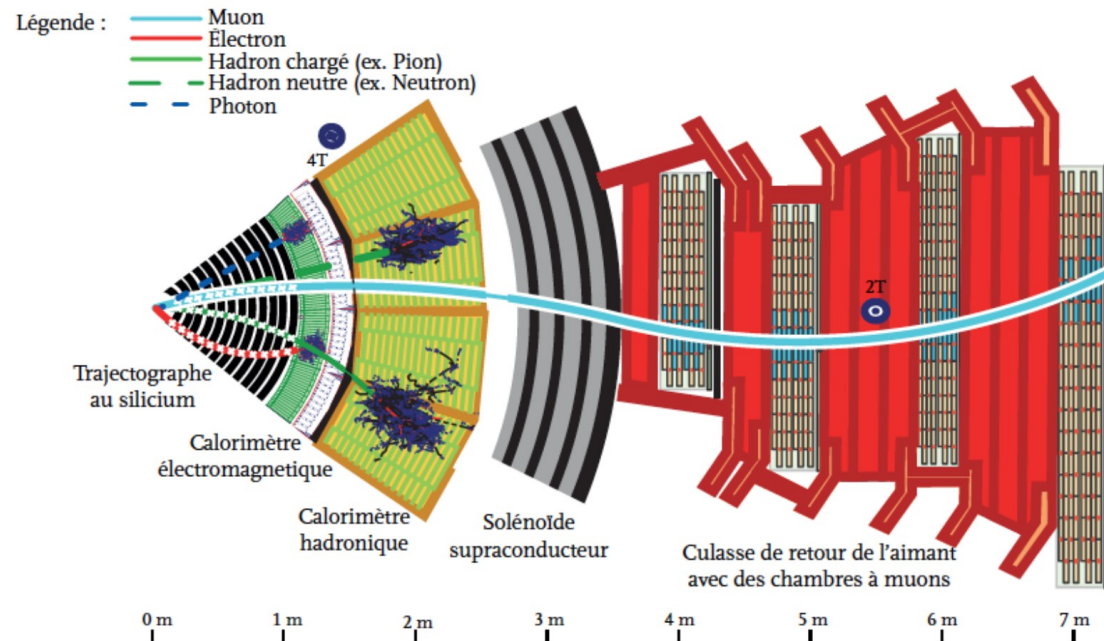 Légende :
Muon
Électron
Hadron chargé (ex. Pion)
Hadron neutre (ex. Neutron)
Photon
4T
2T
Trajectographe
au silicium
Calorimètre
électromagnetique
Calorimètre
hadronique
Solénoïde
supraconducteur
Culasse de retour de l'aimant
avec des chambres à muons
0 m 1 m 2 m 3 m 4 m 5 m 6 m 7 m